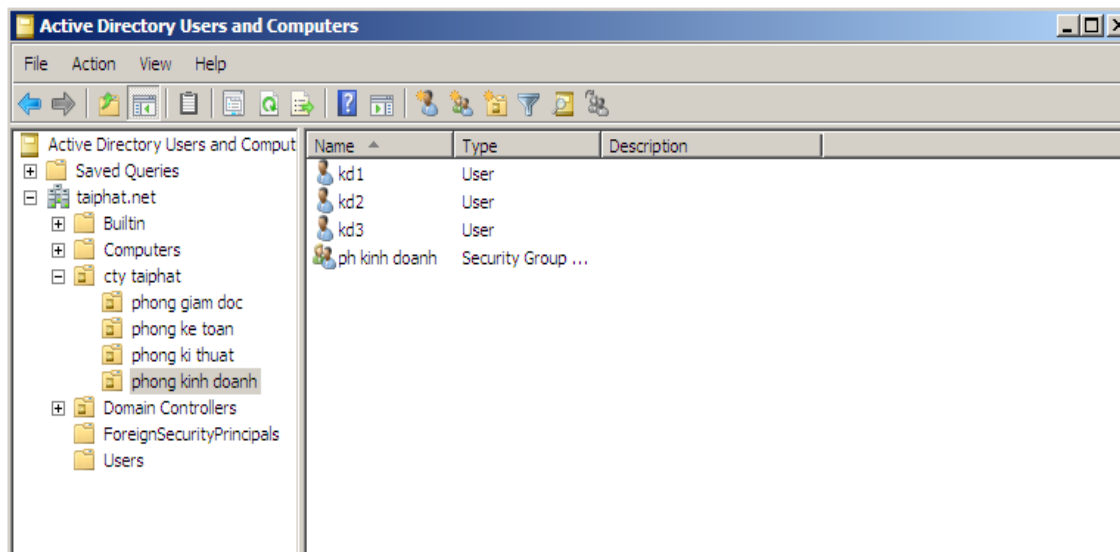 Active Directory Users and Computers
File Action View Help
Active Directory Users and Comput
Saved Queries
taiphat.net
Builtin
Computers
cty taiphat
phong giam doc
phong ke toan
phong ki thuat
phong kinh doanh
Domain Controllers
ForeignSecurityPrincipals
Users
Name Type Description
kd1 User
kd2 User
kd3 User
ph kinh doanh Security Group ...